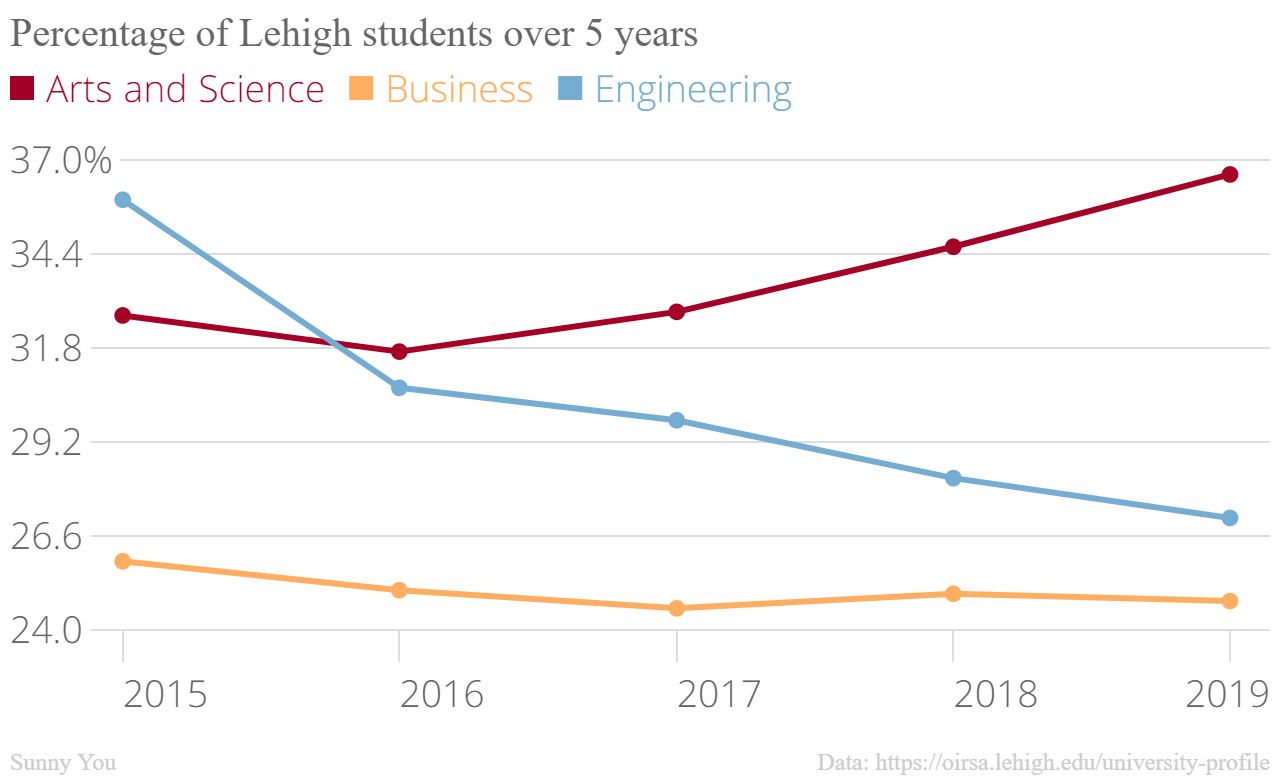 Percentage of Lehigh students over 5 years
Arts and Science Business Engineering
37.0%
34.4
31.8
29.2
26.6
24.0
2015 2016 2017 2018 2019
Sunny You Data: https://oirsa.lehigh.edu/university-profile